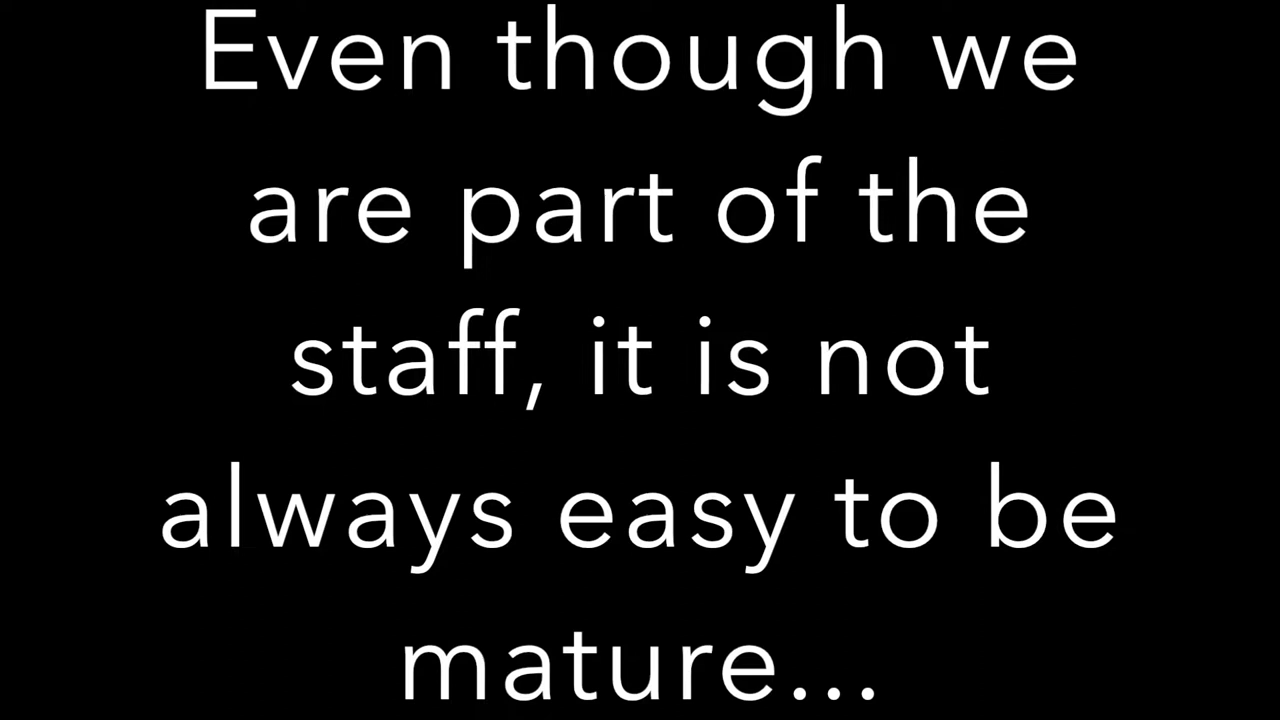 Even though we
are part of the
staff, it is not
always easy to be
mature...